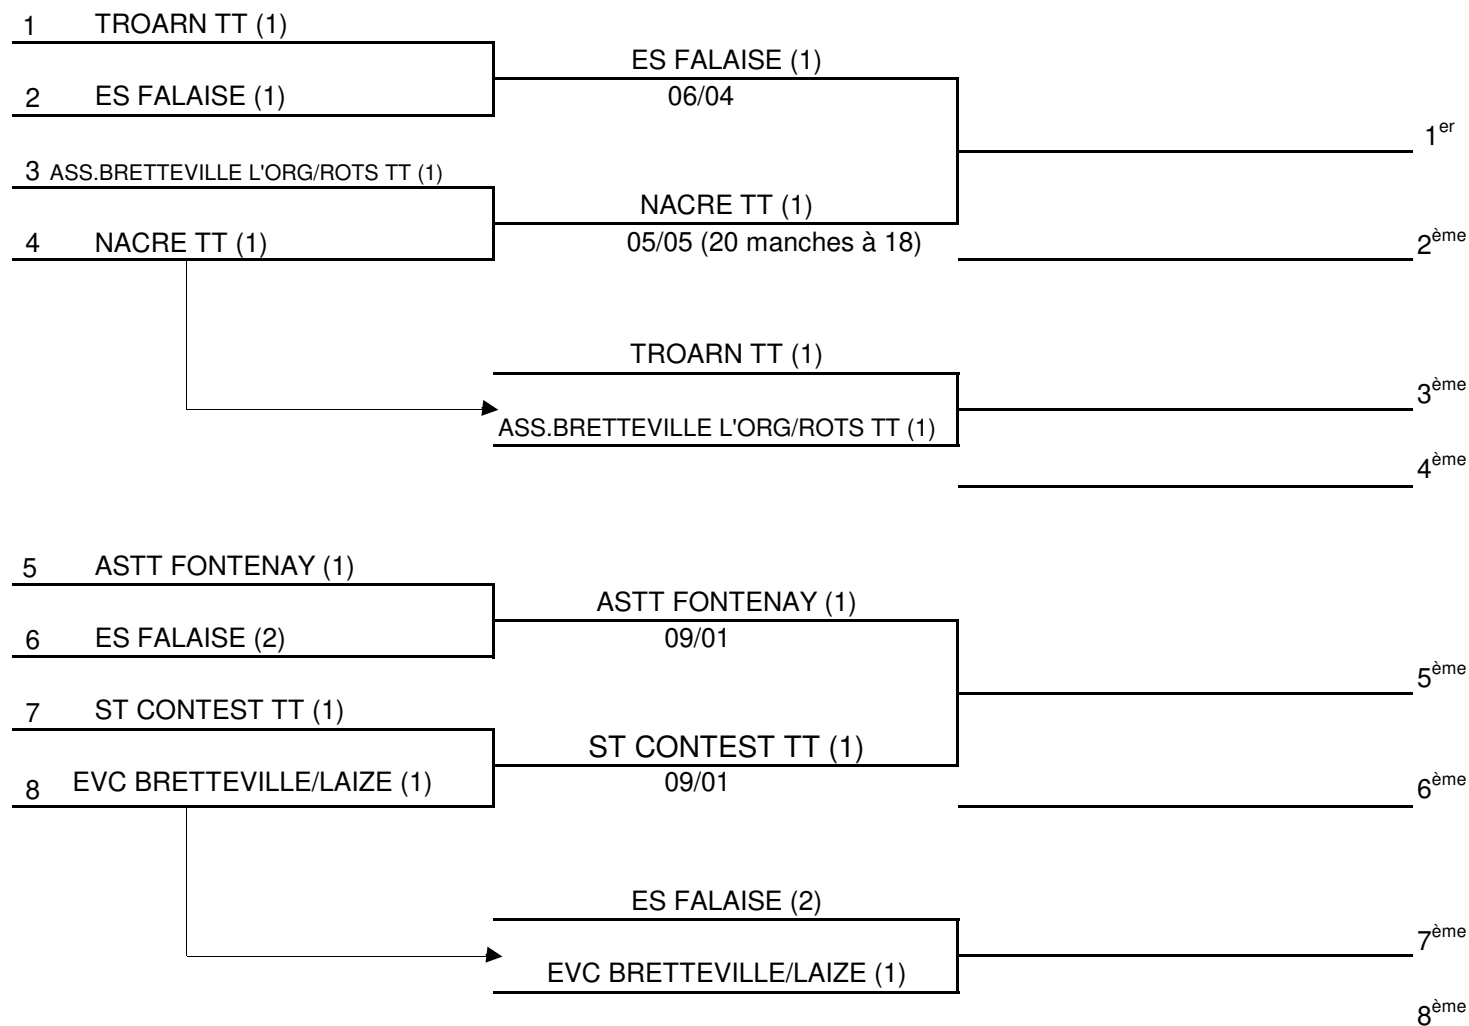 1 TROARN TT (1)
ES FALAISE (1)
2 ES FALAISE (1)
06/04
1er
3 ASS.BRETTEVILLE L'ORG/ROTS TT (1)
NACRE TT (1)
4 NACRE TT (1)
05/05 (20 manches à 18)
2ème
TROARN TT (1)
3ème
ASS.BRETTEVILLE L'ORG/ROTS TT (1)
4ème
5 ASTT FONTENAY (1)
ASTT FONTENAY (1)
6 ES FALAISE (2)
09/01
5ème
7 ST CONTEST TT (1)
ST CONTEST TT (1)
8 EVC BRETTEVILLE/LAIZE (1)
09/01
6ème
ES FALAISE (2)
7ème
EVC BRETTEVILLE/LAIZE (1)
8ème